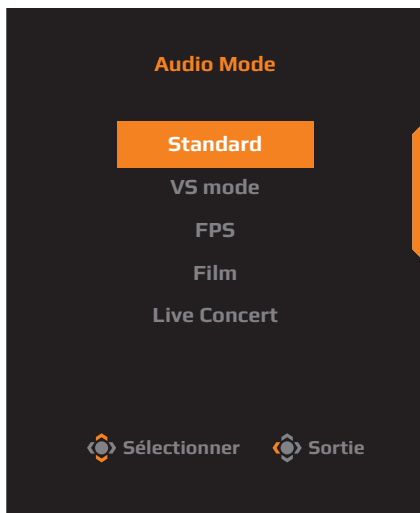 Audio Mode
Standard
VS mode
FPS
Film
Live Concert
Sélectionner Sortie